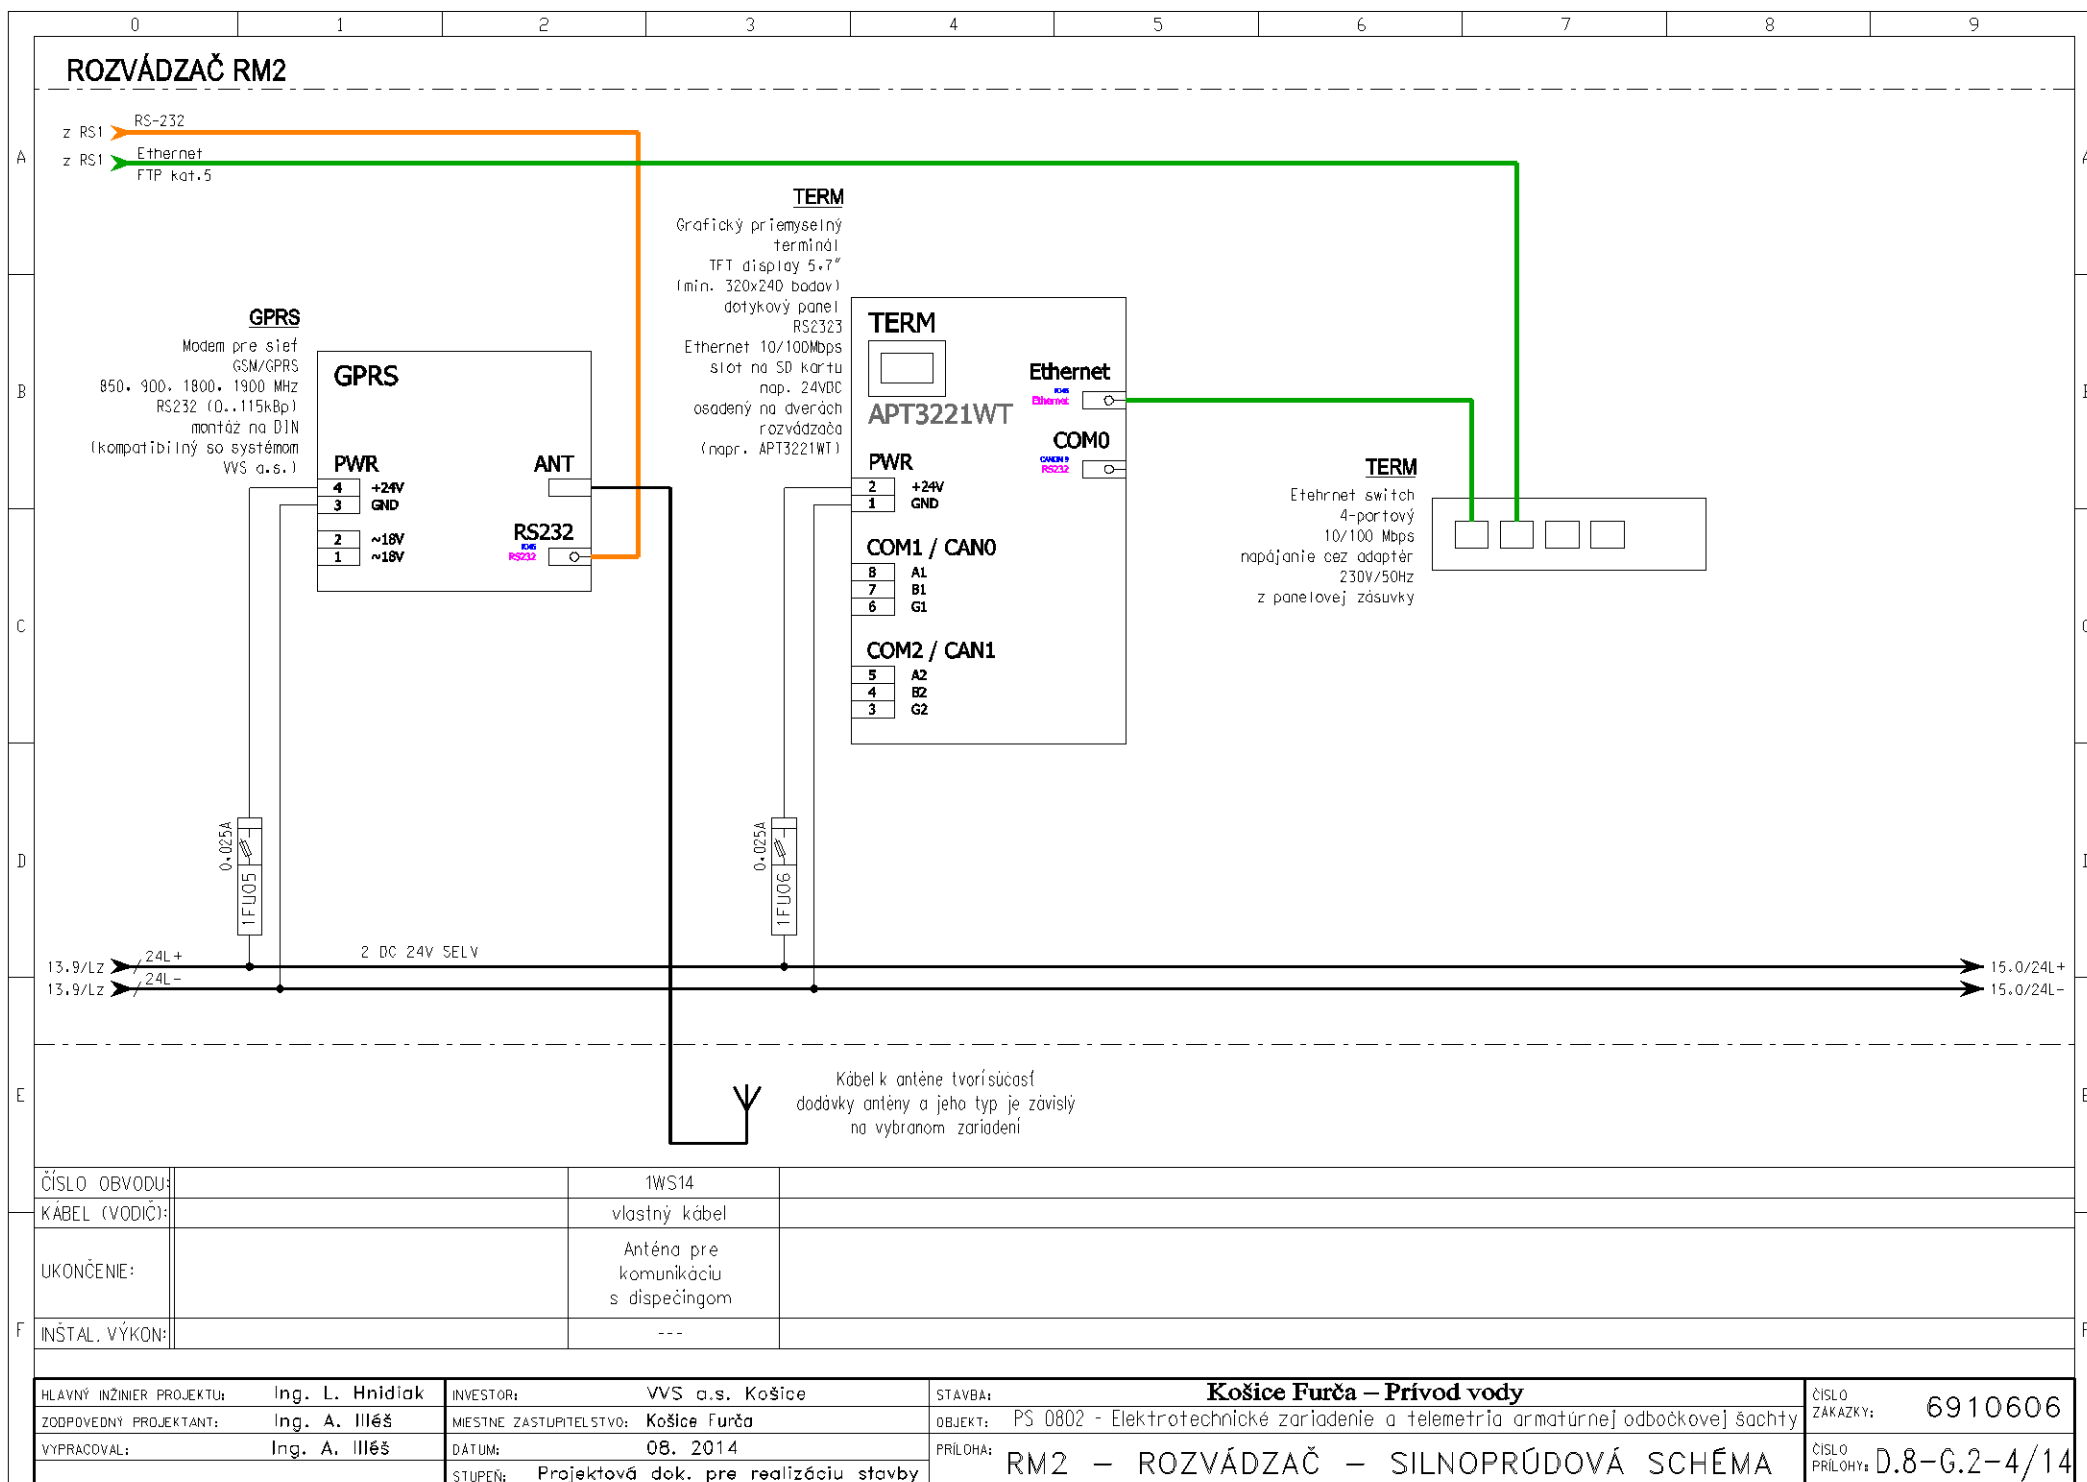 0 1 2 3 4 5 6 7 8 9
ROZVÁDZAČ RM2
A
z RS1 RS-232
z RS1 Ethernet
FTP kat.5
TERM
Grafický priemyselný
terminál
TFT display 5,7"
(min. 320x240 bodov)
dotykový panel
RS2323
Ethernet 10/100Mbps
slot na SD kartu
nap. 24VDC
osadený na dverách
rozvádzača
(napr. APT3221WT)
B
GPRS
Modem pre sieť
GSM/GPRS
850, 900, 1800, 1900 MHz
RS232 (0..115kBp)
montáž na DIN
(kompatibilný so systémom
VVS a.s.)
GPRS
PWR
4 +24V
3 GND
2 ~18V
1 ~18V
ANT
RS232
RJ45
RS232
TERM
APT3221WT
Ethernet
RJ45
Ethernet
COM0
CANON 9
RS232
PWR
2 +24V
1 GND
COM1 / CAN0
8 A1
7 B1
6 G1
COM2 / CAN1
5 A2
4 B2
3 G2
TERM
Etehrnet switch
4-portový
10/100 Mbps
napájanie cez adaptér
230V/50Hz
z panelovej zásuvky
C
D
0,025A
1FU05
0,025A
1FU06
13.9/Lz 24L+
2 DC 24V SELV
15.0/24L+
13.9/Lz 24L-
15.0/24L-
E
Kábel k anténe tvorí súčasť
dodávky antény a jeho typ je závislý
na vybranom zariadení
ČÍSLO OBVODU: 1WS14
KÁBEL (VODIČ): vlastný kábel
UKONČENIE:
Anténa pre
komunikáciu
s dispečingom
F
INŠTAL. VÝKON: ---
HLAVNÝ INŽINIER PROJEKTU: Ing. L. Hnidiak
ZODPOVEDNÝ PROJEKTANT: Ing. A. Illéš
VYPRACOVAL: Ing. A. Illéš
INVESTOR: VVS a.s. Košice
MIESTNE ZASTUPITELSTVO: Košice Furča
DATUM: 08. 2014
STUPEŇ: Projektová dok. pre realizáciu stavby
STAVBA: Košice Furča – Prívod vody
OBJEKT: PS 0802 - Elektrotechnické zariadenie a telemetria armatúrnej odbočkovej šachty
PRÍLOHA: RM2 – ROZVÁDZAČ – SILNOPRÚDOVÁ SCHÉMA
ČÍSLO
ZÁKAZKY: 6910606
ČÍSLO
PRÍLOHY: D.8-G.2-4/14